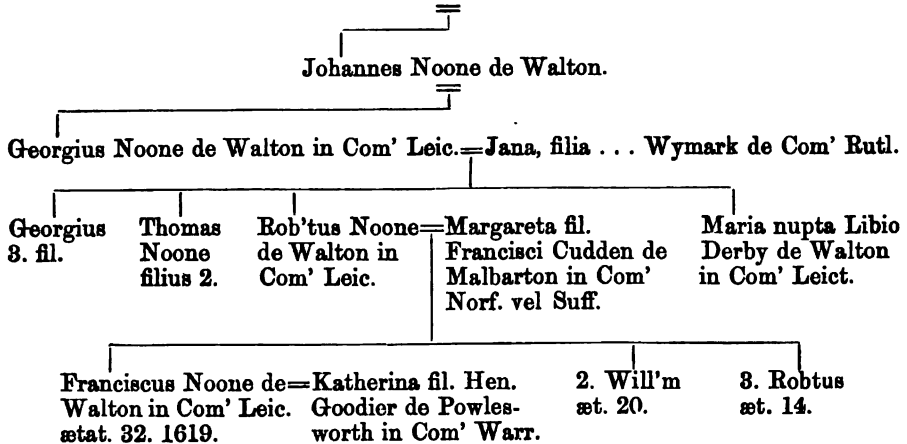 Johannes Noone de Walton.
Georgius Noone de Walton in Com' Leic.=Jana, filia . . . Wymark de Com' Rutl.
Georgius
3. fil.
Thomas
Noone
filius 2.
Rob'tus Noone=
de Walton in
Com' Leic.
Margareta fil.
Francisci Cudden de
Malbarton in Com'
Norf. vel Suff.
Maria nupta Libio
Derby de Walton
in Com' Leict.
Franciscus Noone de=
Walton in Com' Leic.
ætat. 32. 1619.
Katherina fil. Hen.
Goodier de Powles-
worth in Com' Warr.
2. Will'm
æt. 20.
3. Robtus
æt. 14.